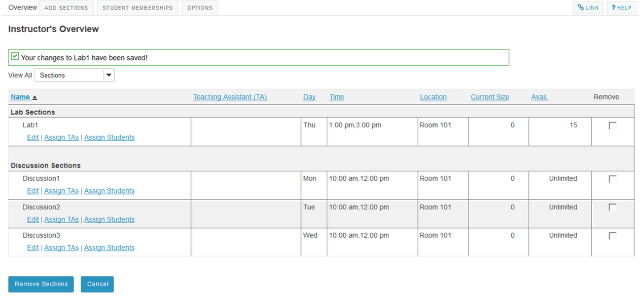 Overview ADD SECTIONS STUDENT MEMBERSHIPS OPTIONS LINK ? HELP
Instructor's Overview
Your changes to Lab1 have been saved!
View All Sections
Name Teaching Assistant (TA) Day Time Location Current Size Avail. Remove
Lab Sections
Lab1 Thu 1:00 pm,3:00 pm Room 101 0 15
Edit | Assign TAs | Assign Students
Discussion Sections
Discussion1 Mon 10:00 am,12:00 pm Room 101 0 Unlimited
Edit | Assign TAs | Assign Students
Discussion2 Tue 10:00 am,12:00 pm Room 101 0 Unlimited
Edit | Assign TAs | Assign Students
Discussion3 Wed 10:00 am,12:00 pm Room 101 0 Unlimited
Edit | Assign TAs | Assign Students
Remove Sections Cancel